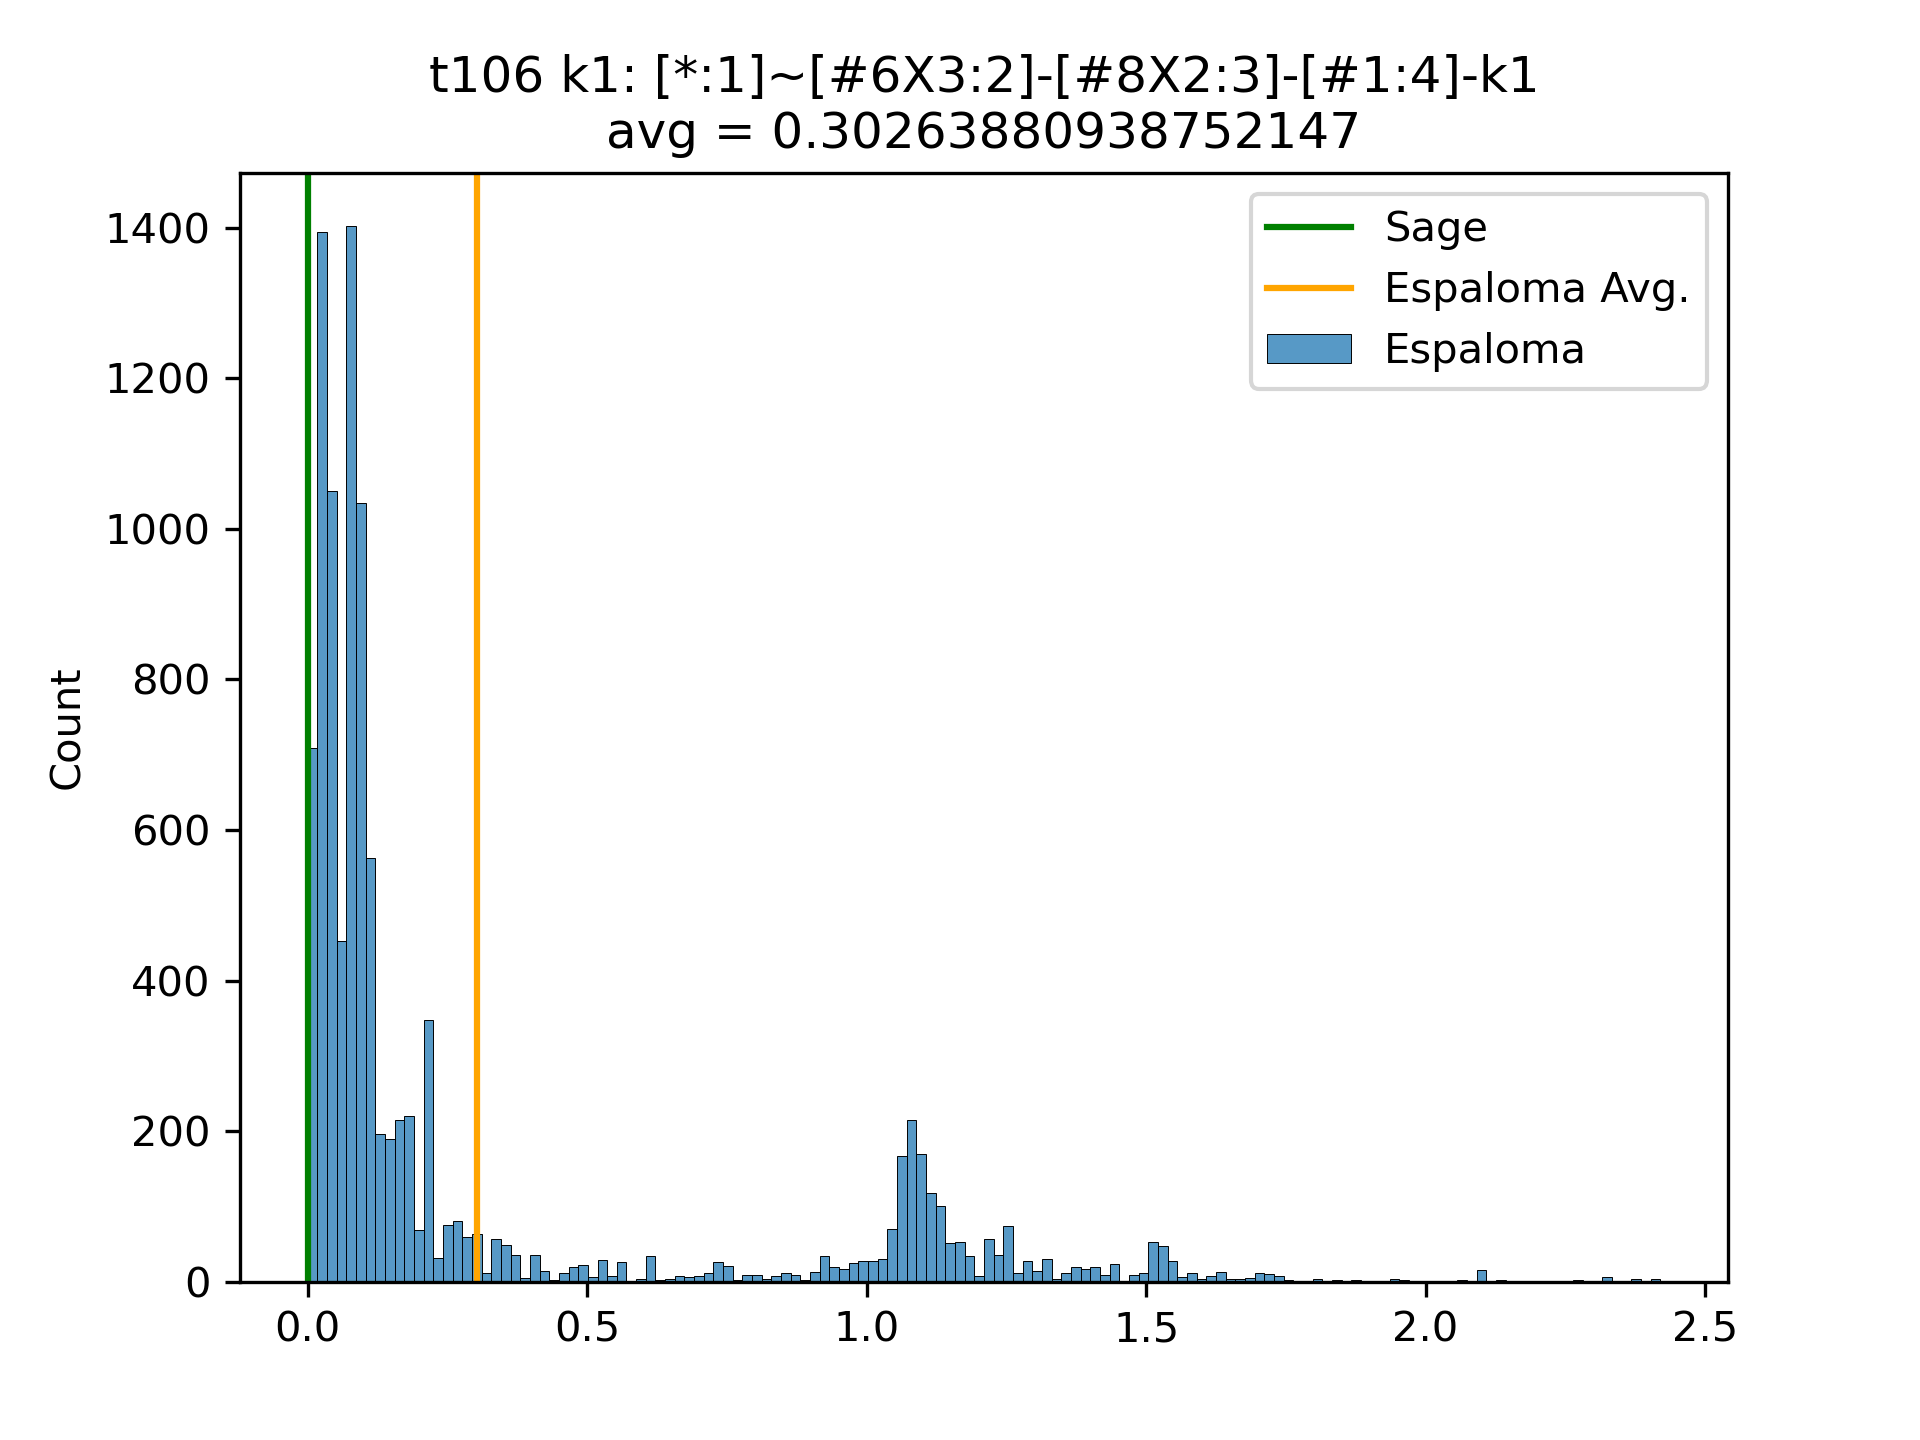 t106 k1: [*:1]~[#6X3:2]-[#8X2:3]-[#1:4]-k1
avg = 0.30263880938752147
Sage
Espaloma Avg.
Espaloma
Count
1400
1200
1000
800
600
400
200
0
0.0 0.5 1.0 1.5 2.0 2.5